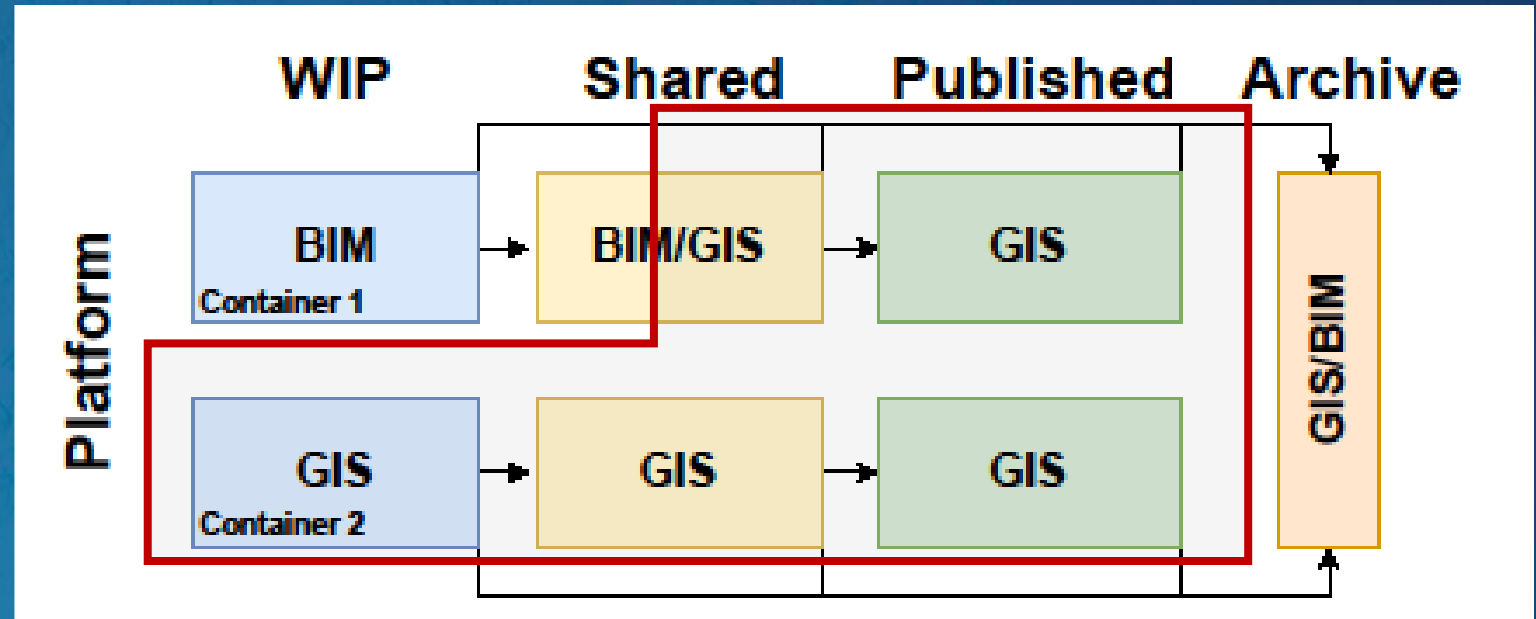 WIP
Shared
Published
Archive
Platform
BIM
Container 1
BIM/GIS
GIS
GIS/BIM
GIS
Container 2
GIS
GIS